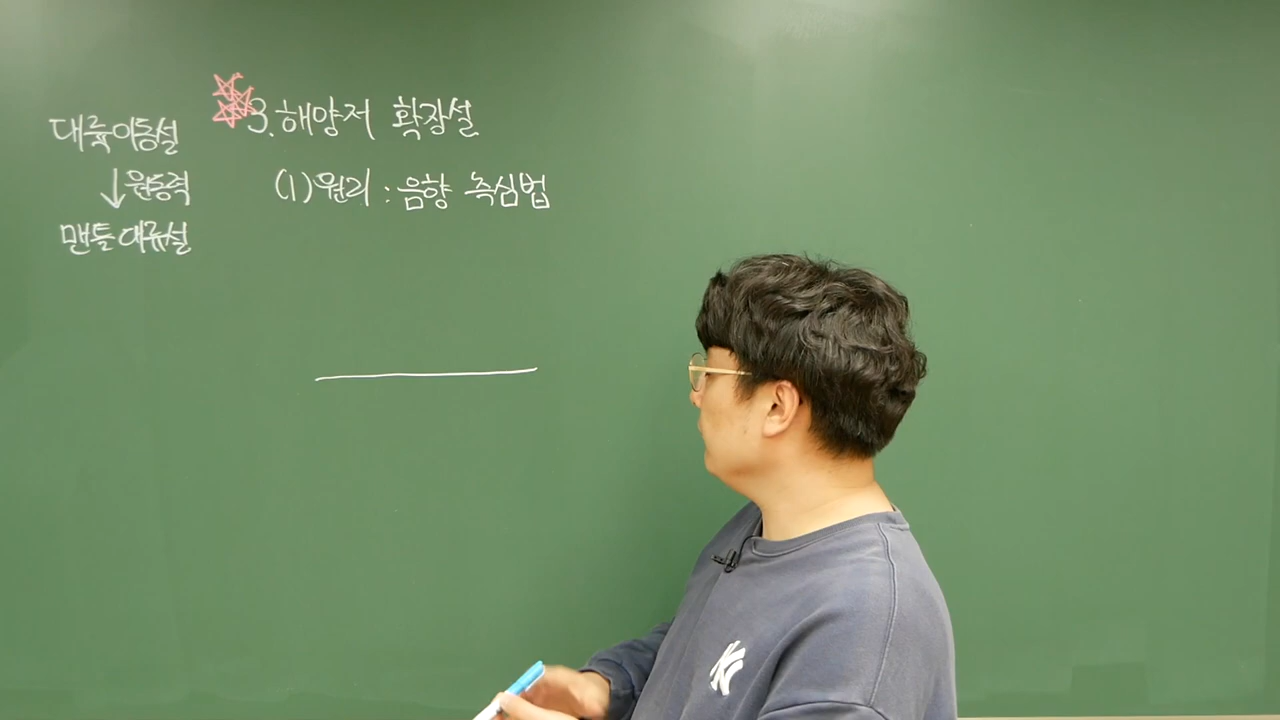 대륙이동설
↓원동력
맨틀대류설
3. 해양저 확장설
(1) 원리 : 음향 측심법
NY